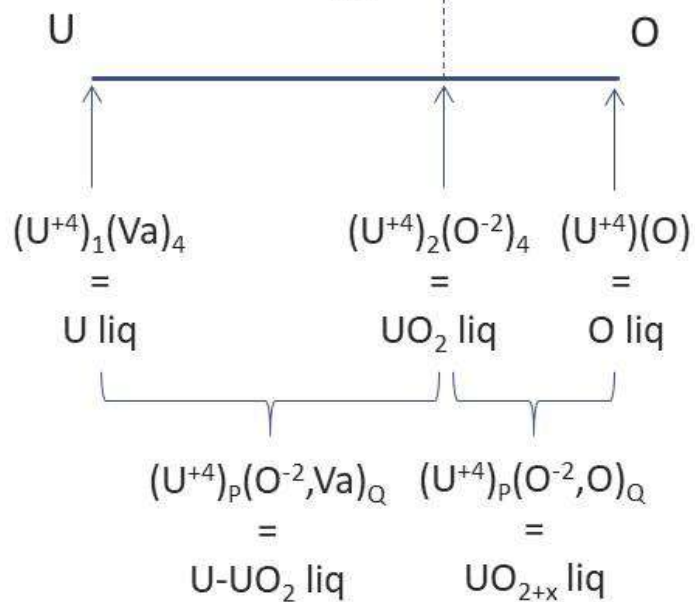 U O
(U⁺⁴)₁(Va)₄ (U⁺⁴)₂(O⁻²)₄ (U⁺⁴)(O)
= = =
U liq UO₂ liq O liq
(U⁺⁴)ₚ(O⁻²,Va)Q (U⁺⁴)ₚ(O⁻²,O)Q
= =
U-UO₂ liq UO₂₊ₓ liq